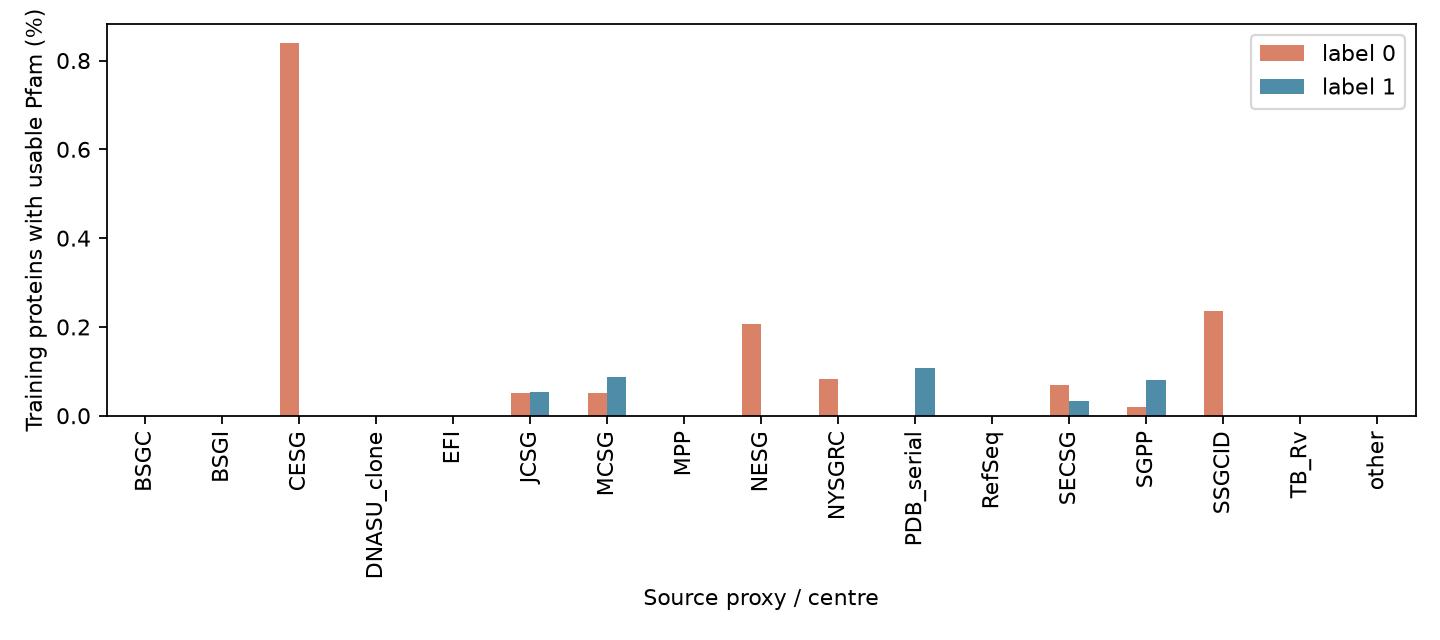 Training proteins with usable Pfam (%)
0.8
0.6
0.4
0.2
0.0
label 0
label 1
BSGC
BSGI
CESG
DNASU_clone
EFI
JCSG
MCSG
MPP
NESG
NYSGRC
PDB_serial
RefSeq
SECSG
SGPP
SSGCID
TB_Rv
other
Source proxy / centre